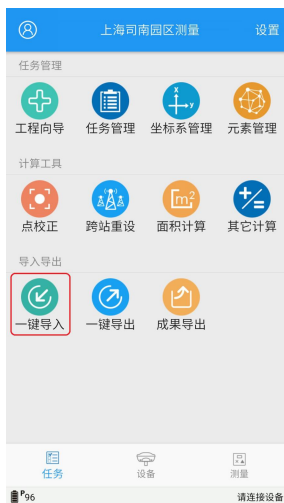 上海司南园区测量 设置
任务管理
工程向导 任务管理 坐标系管理 元素管理
计算工具
点校正 跨站重设 面积计算 其它计算
导入导出
一键导入 一键导出 成果导出
任务 设备 测量
P96 请连接设备